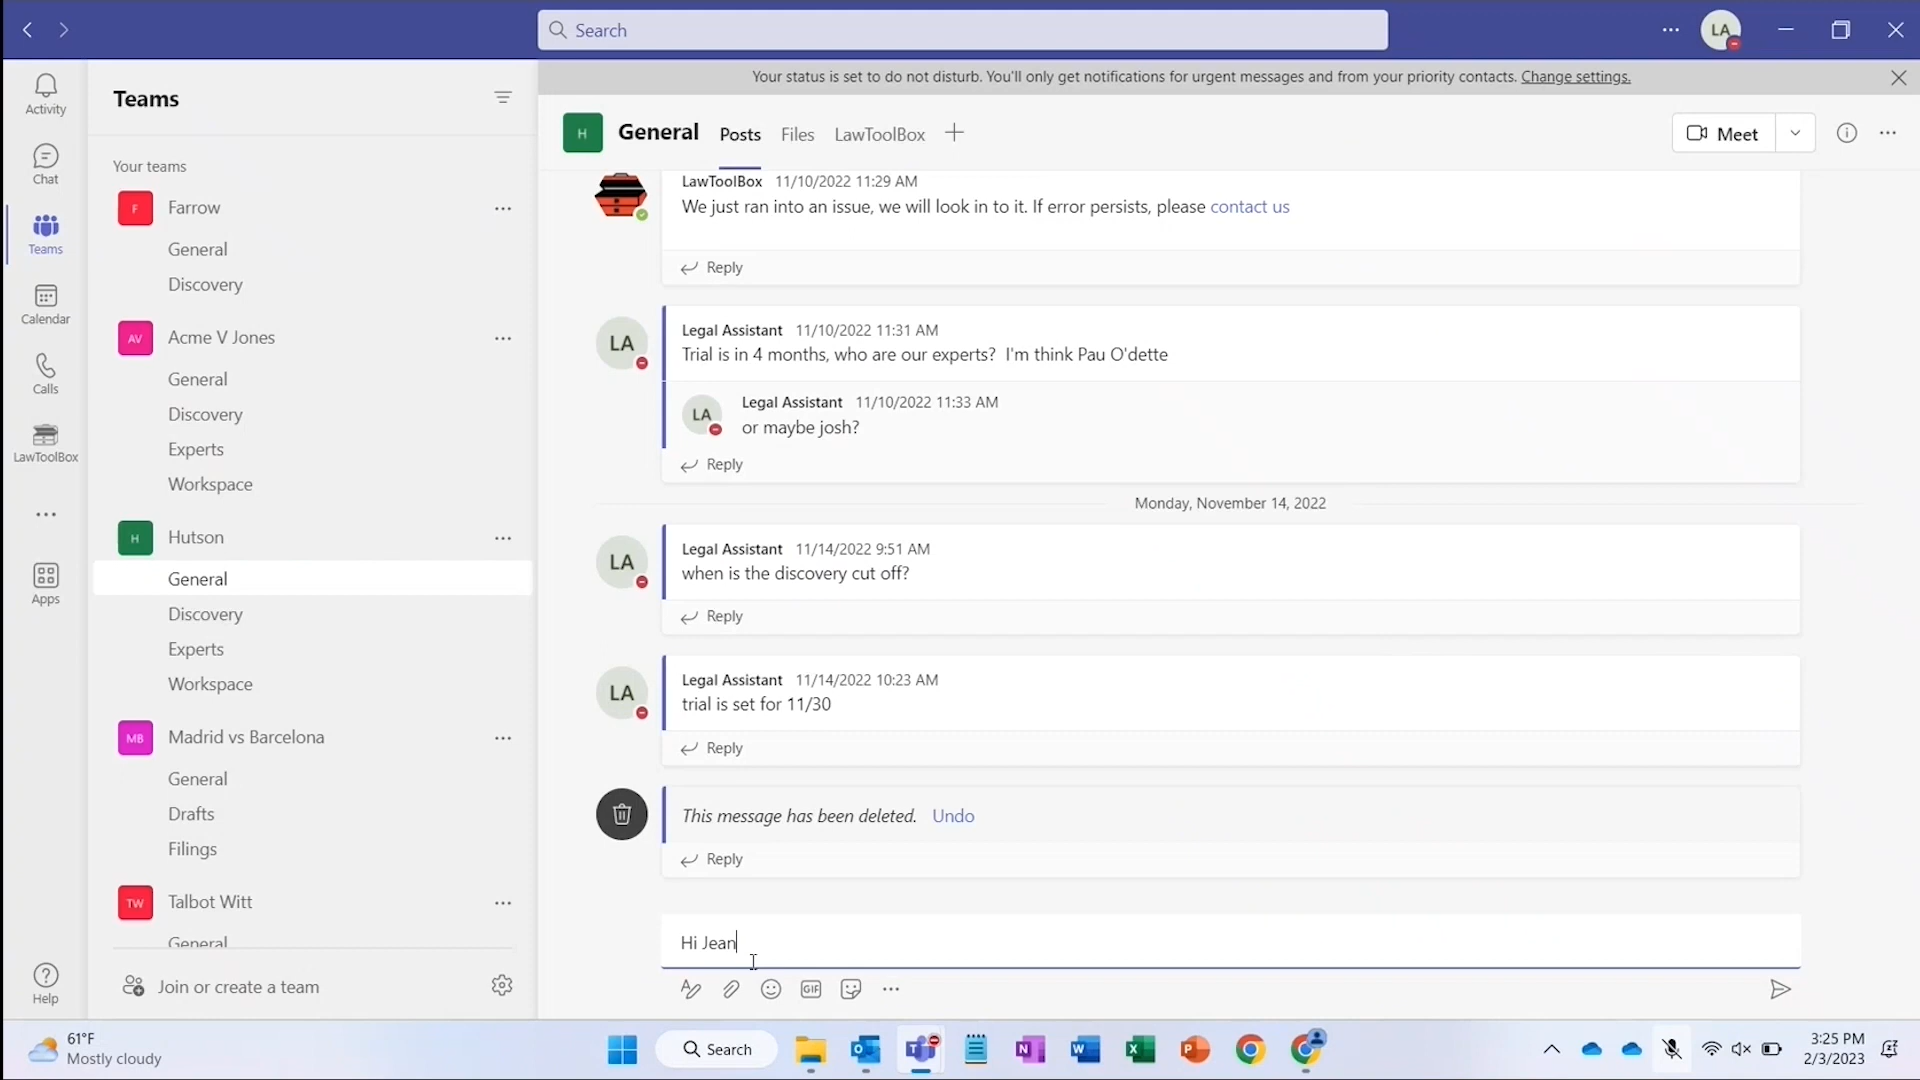 Search
LA
Activity
Chat
Teams
Calendar
Calls
LawToolBox
Apps
Help
Teams
Your teams
F Farrow
General
Discovery
AV Acme V Jones
General
Discovery
Experts
Workspace
H Hutson
General
Discovery
Experts
Workspace
MB Madrid vs Barcelona
General
Drafts
Filings
TW Talbot Witt
General
Join or create a team
Your status is set to do not disturb. You'll only get notifications for urgent messages and from your priority contacts. Change settings.
H General Posts Files LawToolBox
Meet
LawToolBox 11/10/2022 11:29 AM
We just ran into an issue, we will look in to it. If error persists, please contact us
Reply
LA Legal Assistant 11/10/2022 11:31 AM
Trial is in 4 months, who are our experts? I'm think Pau O'dette
LA Legal Assistant 11/10/2022 11:33 AM
or maybe josh?
Reply
Monday, November 14, 2022
LA Legal Assistant 11/14/2022 9:51 AM
when is the discovery cut off?
Reply
LA Legal Assistant 11/14/2022 10:23 AM
trial is set for 11/30
Reply
This message has been deleted. Undo
Reply
Hi Jean
GIF
61°F
Mostly cloudy
Search
3:25 PM
2/3/2023